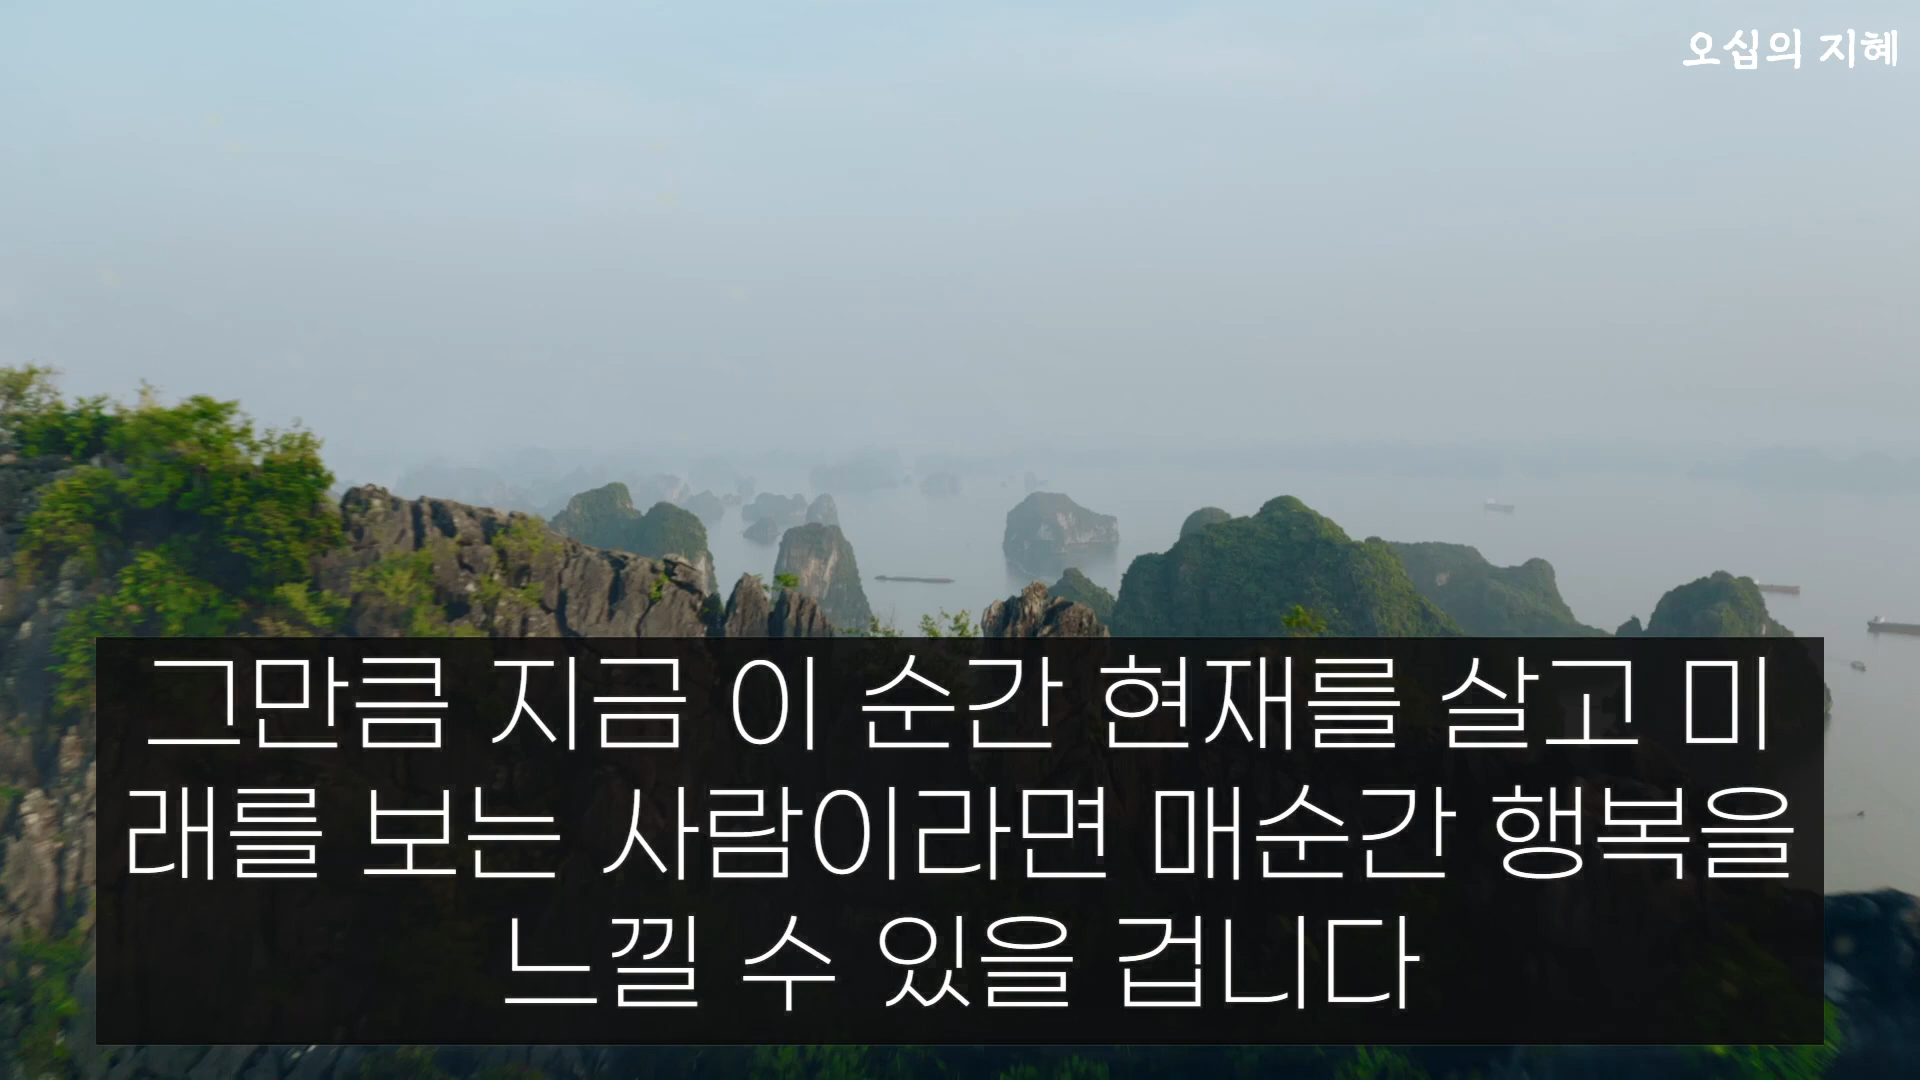 오십의 지혜
그만큼 지금 이 순간 현재를 살고 미
래를 보는 사람이라면 매순간 행복을
느낄 수 있을 겁니다